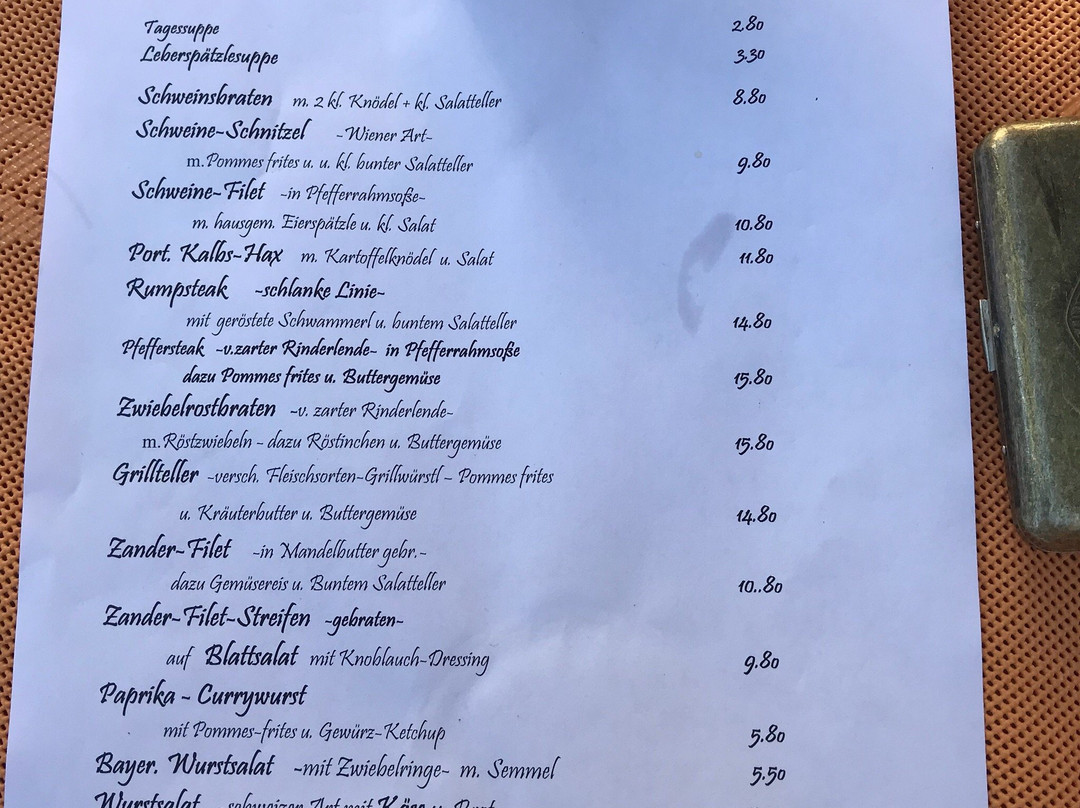 Tagessuppe 2.80
Leberspätzlesuppe 3.30
Schweinsbraten m. 2 kl. Knödel + kl. Salatteller 8.80
Schweine-Schnitzel -Wiener Art-
m. Pommes frites u. u. kl. bunter Salatteller 9.80
Schweine-Filet -in Pfefferrahmsoße-
m. hausgem. Eierspätzle u. kl. Salat 10.80
Port. Kalbs-Hax m. Kartoffelknödel u. Salat 11.80
Rumpsteak -schlanke Linie-
mit geröstete Schwammerl u. buntem Salatteller 14.80
Pfeffersteak -v.zarter Rinderlende- in Pfefferrahmsoße
dazu Pommes frites u. Buttergemüse 15.80
Zwiebelrostbraten -v. zarter Rinderlende-
m. Röstzwiebeln - dazu Röstinchen u. Buttergemüse 15.80
Grillteller -versch. Fleischsorten-Grillwürstl – Pommes frites
u. Kräuterbutter u. Buttergemüse 14.80
Zander-Filet -in Mandelbutter gebr.-
dazu Gemüsereis u. Buntem Salatteller 10..80
Zander-Filet-Streifen -gebraten-
auf Blattsalat mit Knoblauch-Dressing 9.80
Paprika - Currywurst
mit Pommes-frites u. Gewürz-Ketchup 5.80
Bayer. Wurstsalat -mit Zwiebelringe- m. Semmel 5.50
Wurstsalat schweizer Art mit Käse u. Brot